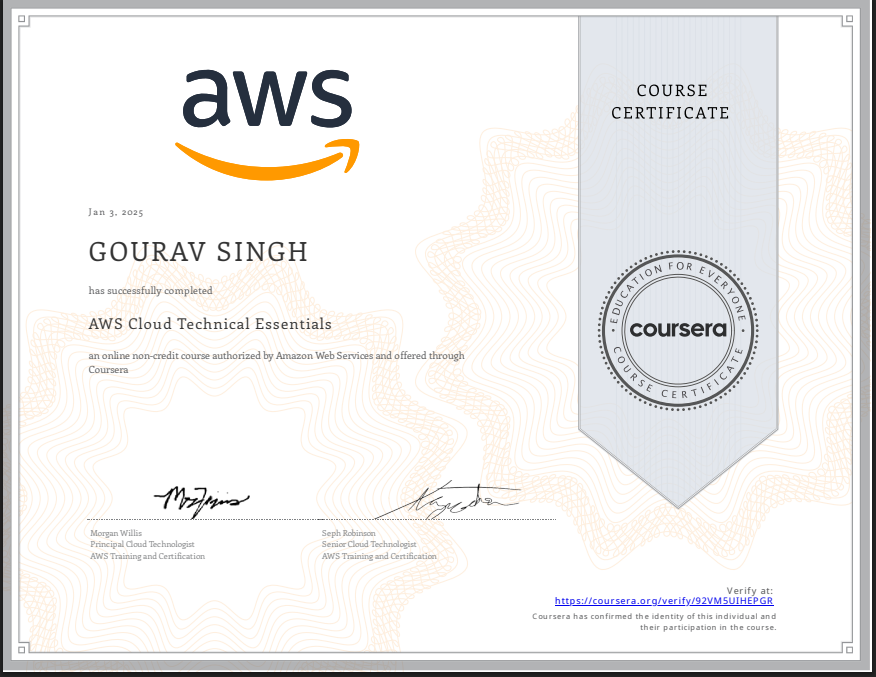 aws
COURSE
CERTIFICATE
Jan 3, 2025
GOURAV SINGH
has successfully completed
AWS Cloud Technical Essentials
an online non-credit course authorized by Amazon Web Services and offered through
Coursera
EDUCATION FOR EVERYONE
coursera
COURSE CERTIFICATE
Morgan Willis
Principal Cloud Technologist
AWS Training and Certification
Seph Robinson
Senior Cloud Technologist
AWS Training and Certification
Verify at:
https://coursera.org/verify/92VM5UIHEPGR
Coursera has confirmed the identity of this individual and
their participation in the course.